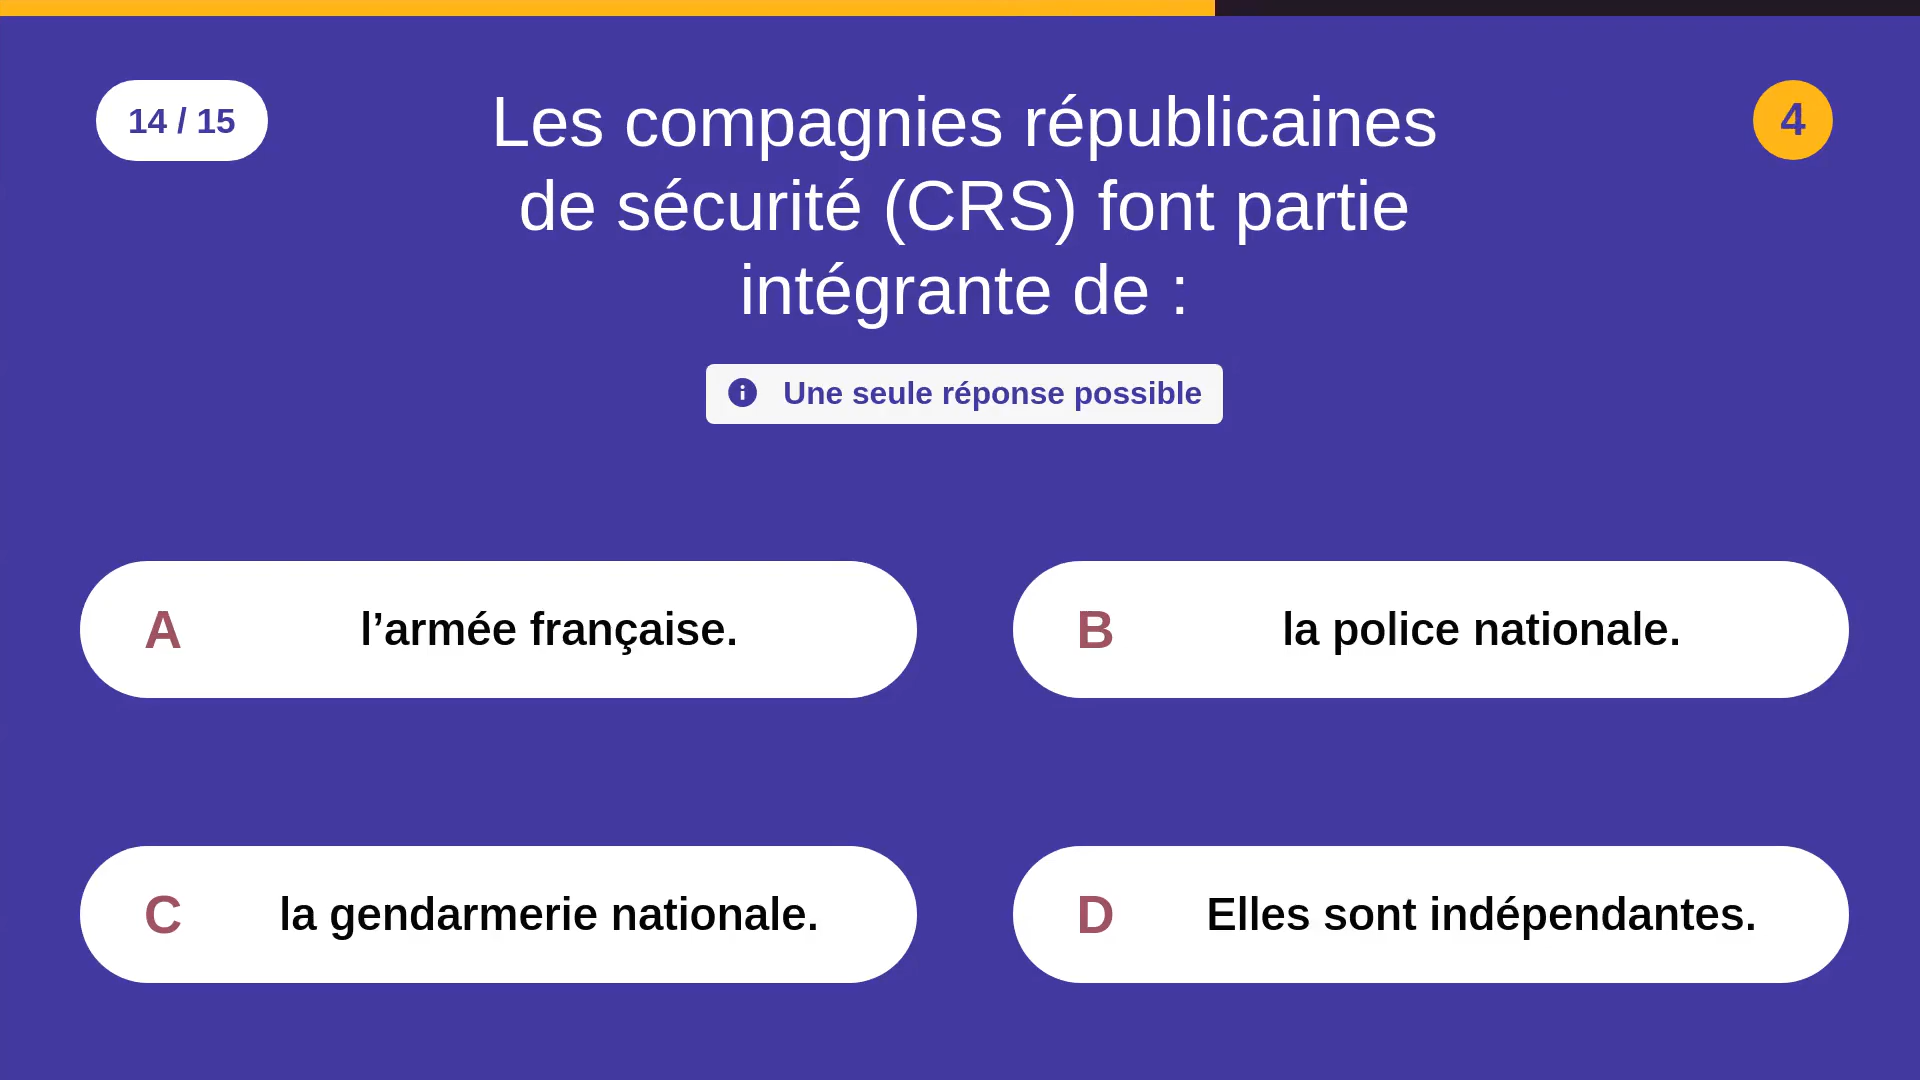 14 / 15
Les compagnies républicaines
de sécurité (CRS) font partie
intégrante de :
4
Une seule réponse possible
A l’armée française.
B la police nationale.
C la gendarmerie nationale.
D Elles sont indépendantes.